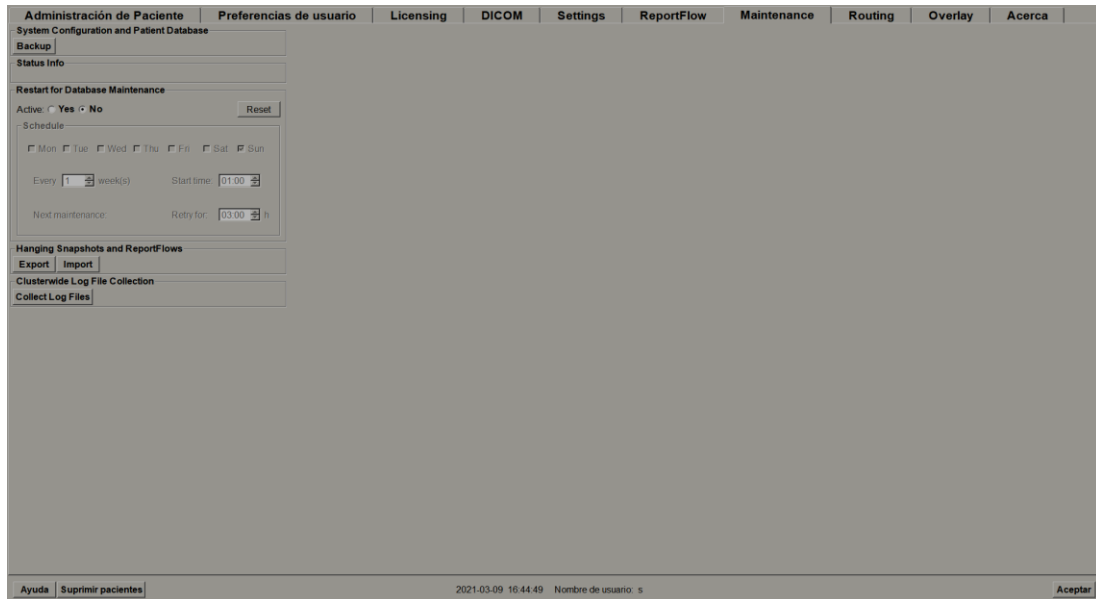 Administración de Paciente Preferencias de usuario Licensing DICOM Settings ReportFlow Maintenance Routing Overlay Acerca
System Configuration and Patient Database
Backup
Status Info
Restart for Database Maintenance
Active: Yes No Reset
Schedule
Mon Tue Wed Thu Fri Sat Sun
Every 1 week(s) Start time: 01:00
Next maintenance: Retry for: 03:00 h
Hanging Snapshots and ReportFlows
Export Import
Clusterwide Log File Collection
Collect Log Files
Ayuda Suprimir pacientes 2021-03-09 16:44:49 Nombre de usuario: s Aceptar